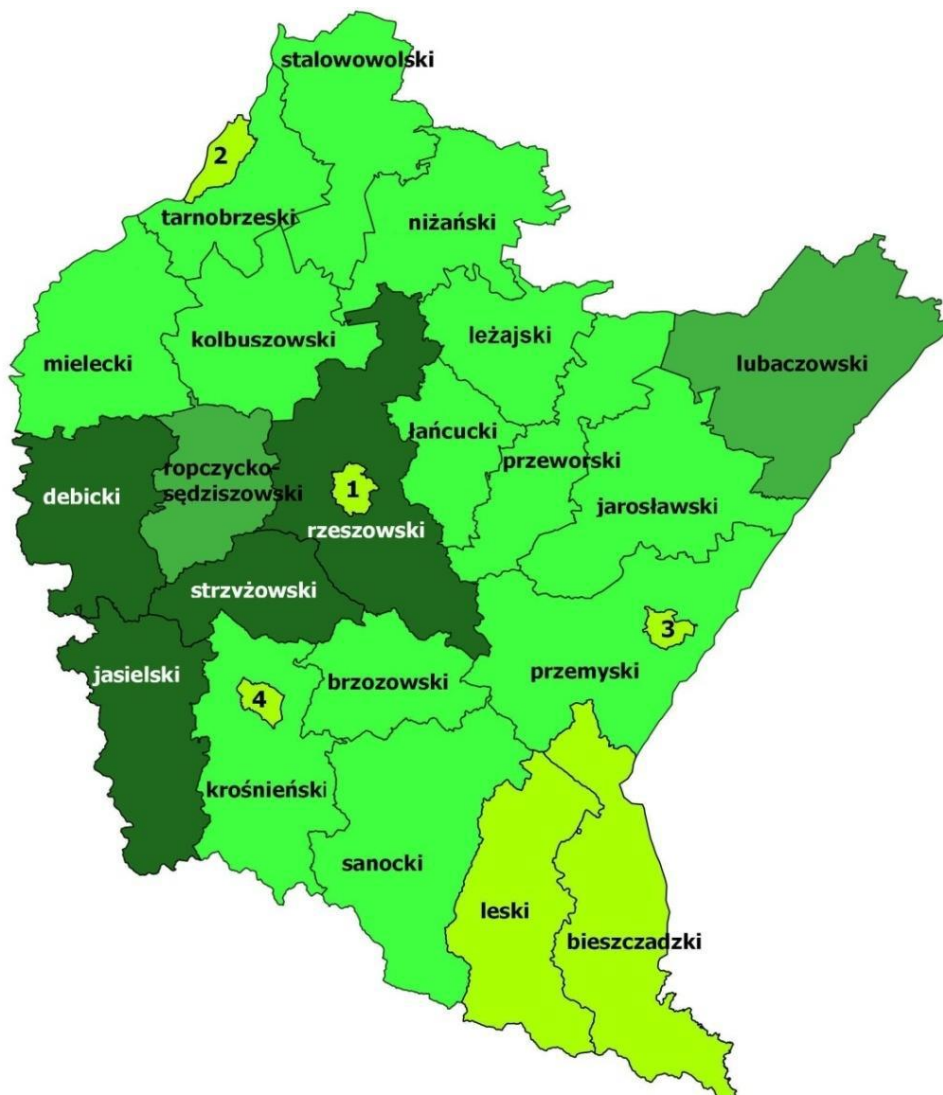 stalowowolski
2
tarnobrzeski
niżański
kolbuszowski
leżajski
mielecki
lubaczowski
łańcucki
ropczycko-
sędziszowski
przeworski
debicki
1
jarosławski
rzeszowski
strzyżowski
3
przemyski
jasielski
brzozowski
4
krośnieński
sanocki
leski
bieszczadzki